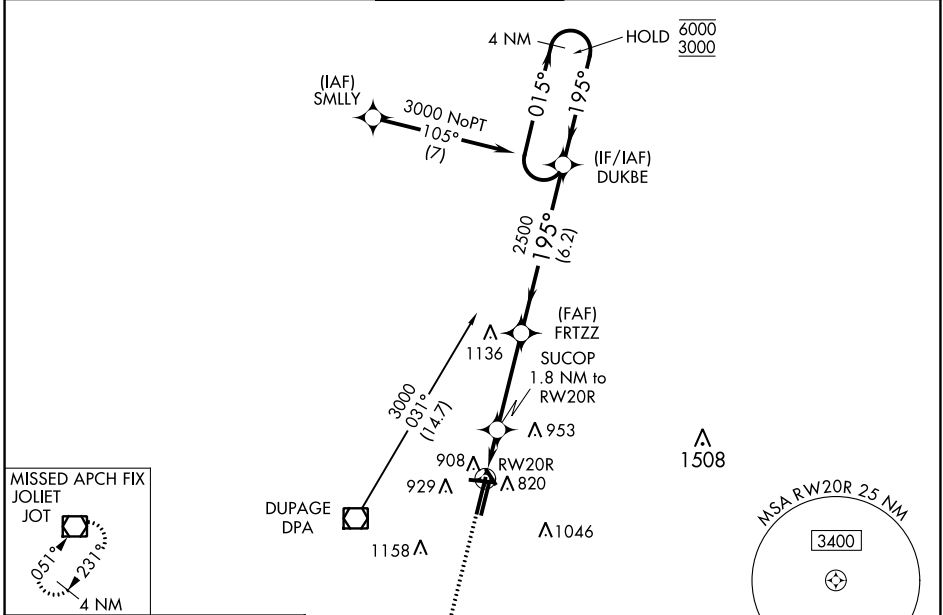 4 NM
HOLD
6000
3000
(IAF)
SMLLY
3000 NoPT
105°
(7)
015°
195°
(IF/IAF)
DUKBE
2500
195°
(6.2)
(FAF)
FRTZZ
1136
SUCOP
1.8 NM to
RW20R
3000
031°
(14.7)
953
1508
908
RW20R
929
820
MISSED APCH FIX
JOLIET
JOT
051°
231°
4 NM
DUPAGE
DPA
1158
1046
MSA RW20R 25 NM
3400